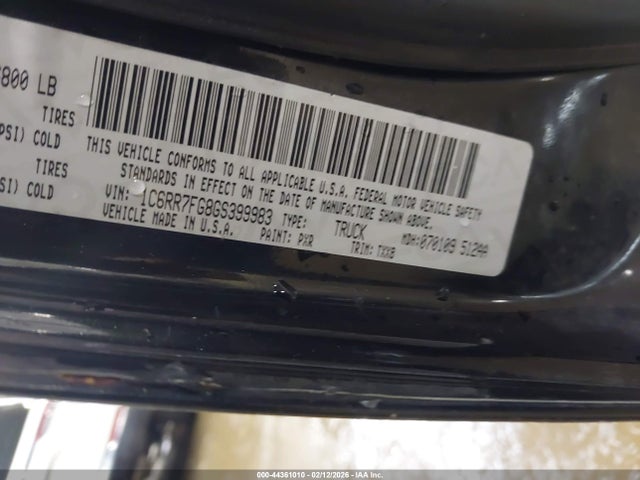 800 LB
TIRES
PSI) COLD
TIRES
SI) COLD
THIS VEHICLE CONFORMS TO ALL APPLICABLE U.S.A. FEDERAL MOTOR VEHICLE SAFETY
STANDARDS IN EFFECT ON THE DATE OF MANUFACTURE SHOWN ABOVE.
VIN: 1C6RR7FG8GS399983 TYPE: TRUCK MDH: 070109 512AA
VEHICLE MADE IN U.S.A. PAINT: PXR TRIM: TXX8
000-44361010 - 02/12/2026 - IAA Inc.